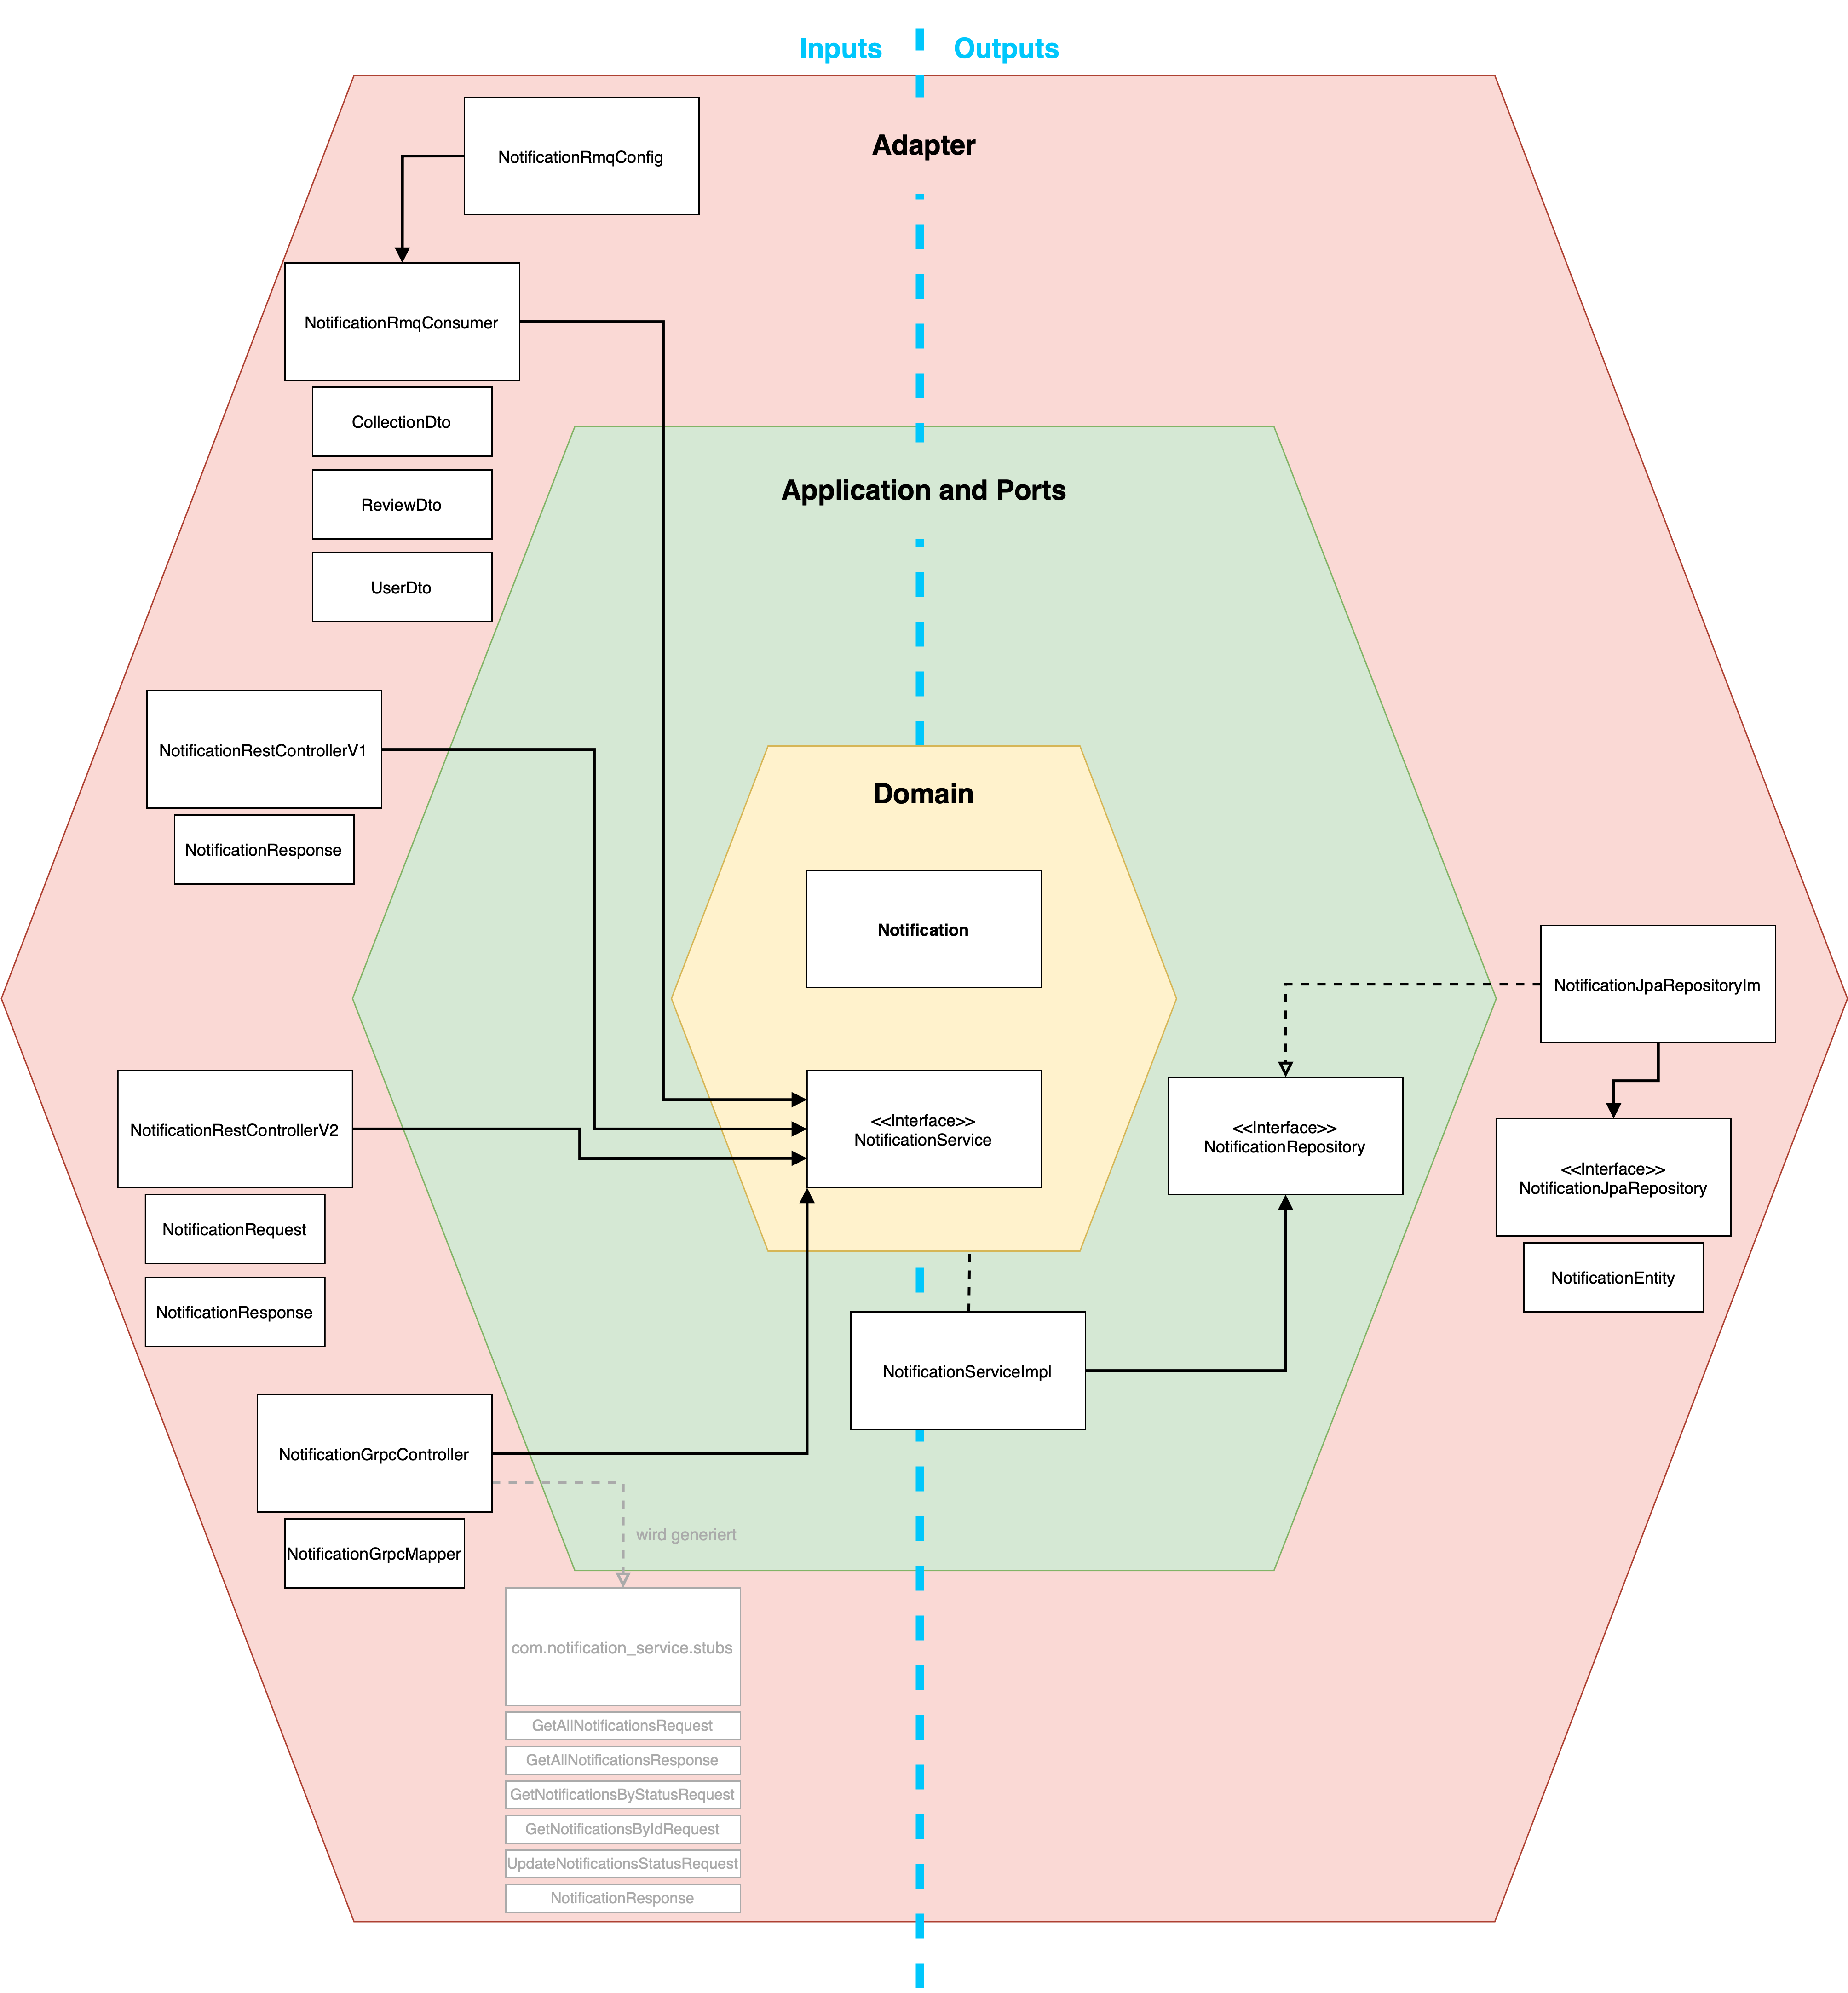 Inputs
Outputs
Adapter
NotificationRmqConfig
NotificationRmqConsumer
CollectionDto
ReviewDto
UserDto
Application and Ports
NotificationRestControllerV1
NotificationResponse
Domain
Notification
<<Interface>>
NotificationService
NotificationRestControllerV2
NotificationRequest
NotificationResponse
<<Interface>>
NotificationRepository
NotificationJpaRepositoryIm
<<Interface>>
NotificationJpaRepository
NotificationEntity
NotificationServiceImpl
NotificationGrpcController
NotificationGrpcMapper
wird generiert
com.notification_service.stubs
GetAllNotificationsRequest
GetAllNotificationsResponse
GetNotificationsByStatusRequest
GetNotificationsByIdRequest
UpdateNotificationsStatusRequest
NotificationResponse